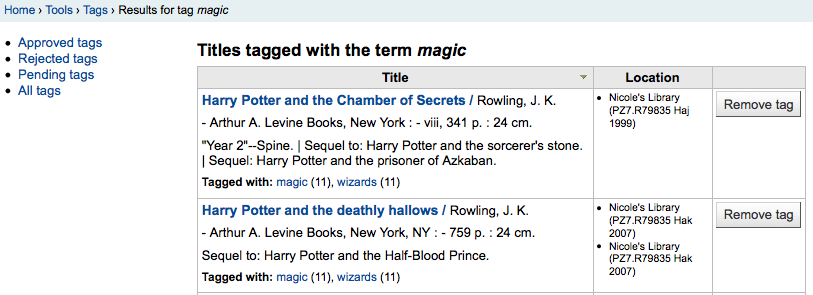 Home › Tools › Tags › Results for tag magic
Approved tags
Rejected tags
Pending tags
All tags
Titles tagged with the term magic
Title Location
Harry Potter and the Chamber of Secrets / Rowling, J. K.
- Arthur A. Levine Books, New York : - viii, 341 p. : 24 cm.
"Year 2"--Spine. | Sequel to: Harry Potter and the sorcerer's stone.
| Sequel: Harry Potter and the prisoner of Azkaban.
Tagged with: magic (11), wizards (11)
Nicole's Library
(PZ7.R79835 Haj
1999)
Remove tag
Harry Potter and the deathly hallows / Rowling, J. K.
- Arthur A. Levine Books, New York, NY : - 759 p. : 24 cm.
Sequel to: Harry Potter and the Half-Blood Prince.
Tagged with: magic (11), wizards (11)
Nicole's Library
(PZ7.R79835 Hak
2007)
Nicole's Library
(PZ7.R79835 Hak
2007)
Remove tag